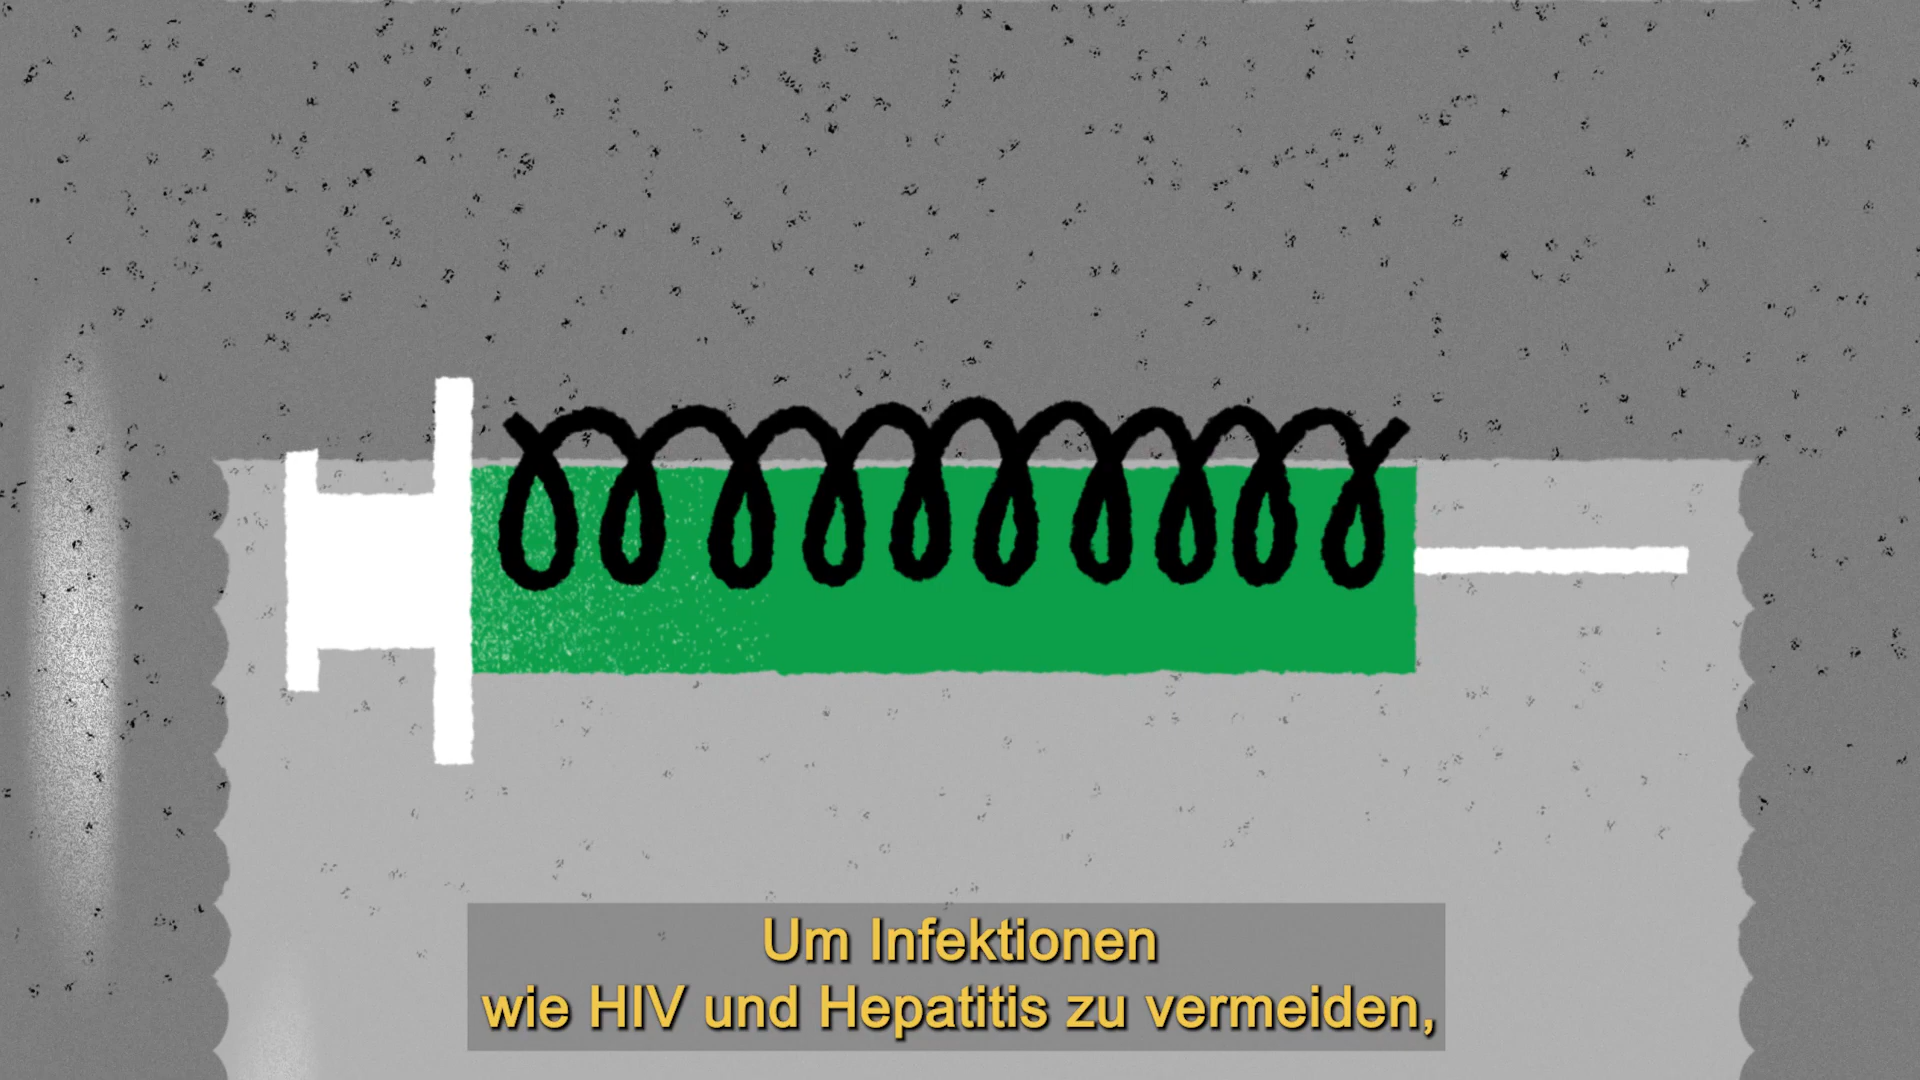 Um Infektionen
wie HIV und Hepatitis zu vermeiden,